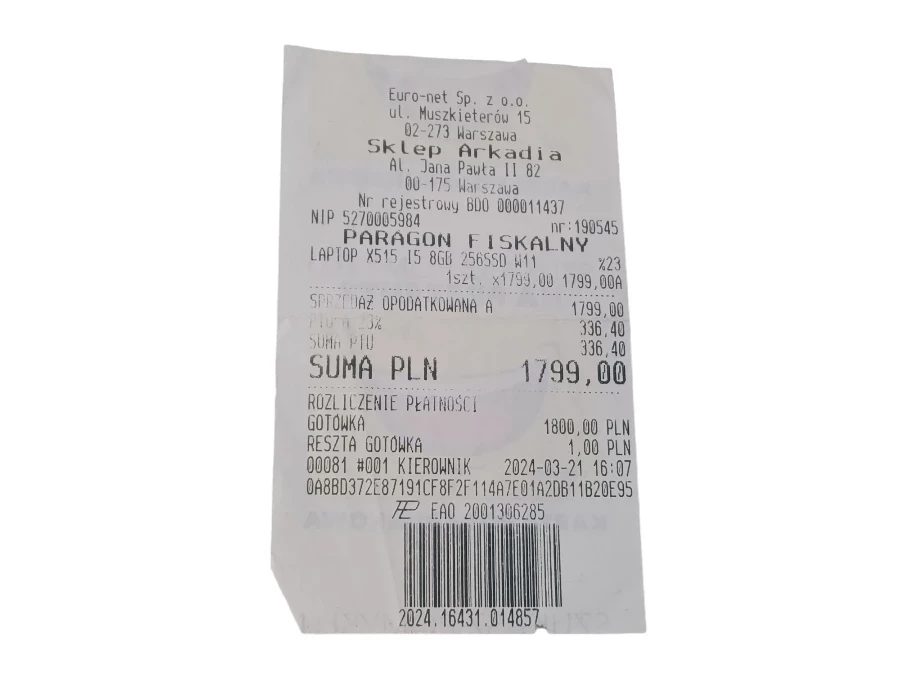 Euro-net Sp. z o.o.
ul. Muszkieterów 15
02-273 Warszawa
Sklep Arkadia
Al. Jana Pawła II 82
00-175 Warszawa
Nr rejestrowy BDO 000011437
NIP 5270005984 nr:190545
PARAGON FISKALNY
LAPTOP X515 I5 8GB 256SSD W11 %23
1szt. x1799,00 1799,00A
SPRZEDAŻ OPODATKOWANA A 1799,00
PTU A 23% 336,40
SUMA PTU 336,40
SUMA PLN 1799,00
ROZLICZENIE PŁATNOŚCI
GOTÓWKA 1800,00 PLN
RESZTA GOTÓWKA 1,00 PLN
00081 #001 KIEROWNIK 2024-03-21 16:07
0A8BD372E87191CF8F2F114A7E01A2DB11B20E95
EAO 2001306285
2024.16431.014857